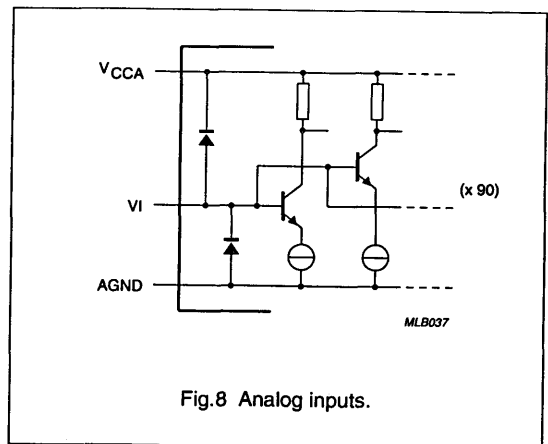 VCCA
VI
(x 90)
AGND
MLB037
Fig.8 Analog inputs.